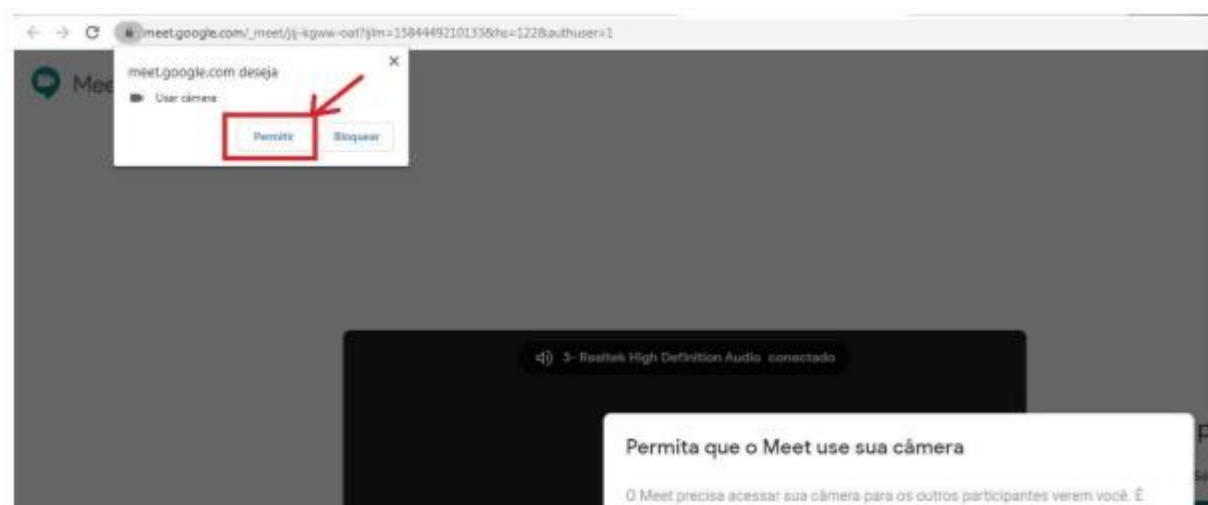 meet.google.com/_meet/jij-kgww-oat?ijlm=1584449210133&hs=122&authuser=1
Mee
meet.google.com deseja
Usar câmera
Permitir
Bloquear
3- Realtek High Definition Audio conectado
Permita que o Meet use sua câmera
O Meet precisa acessar sua câmera para os outros participantes verem você. É